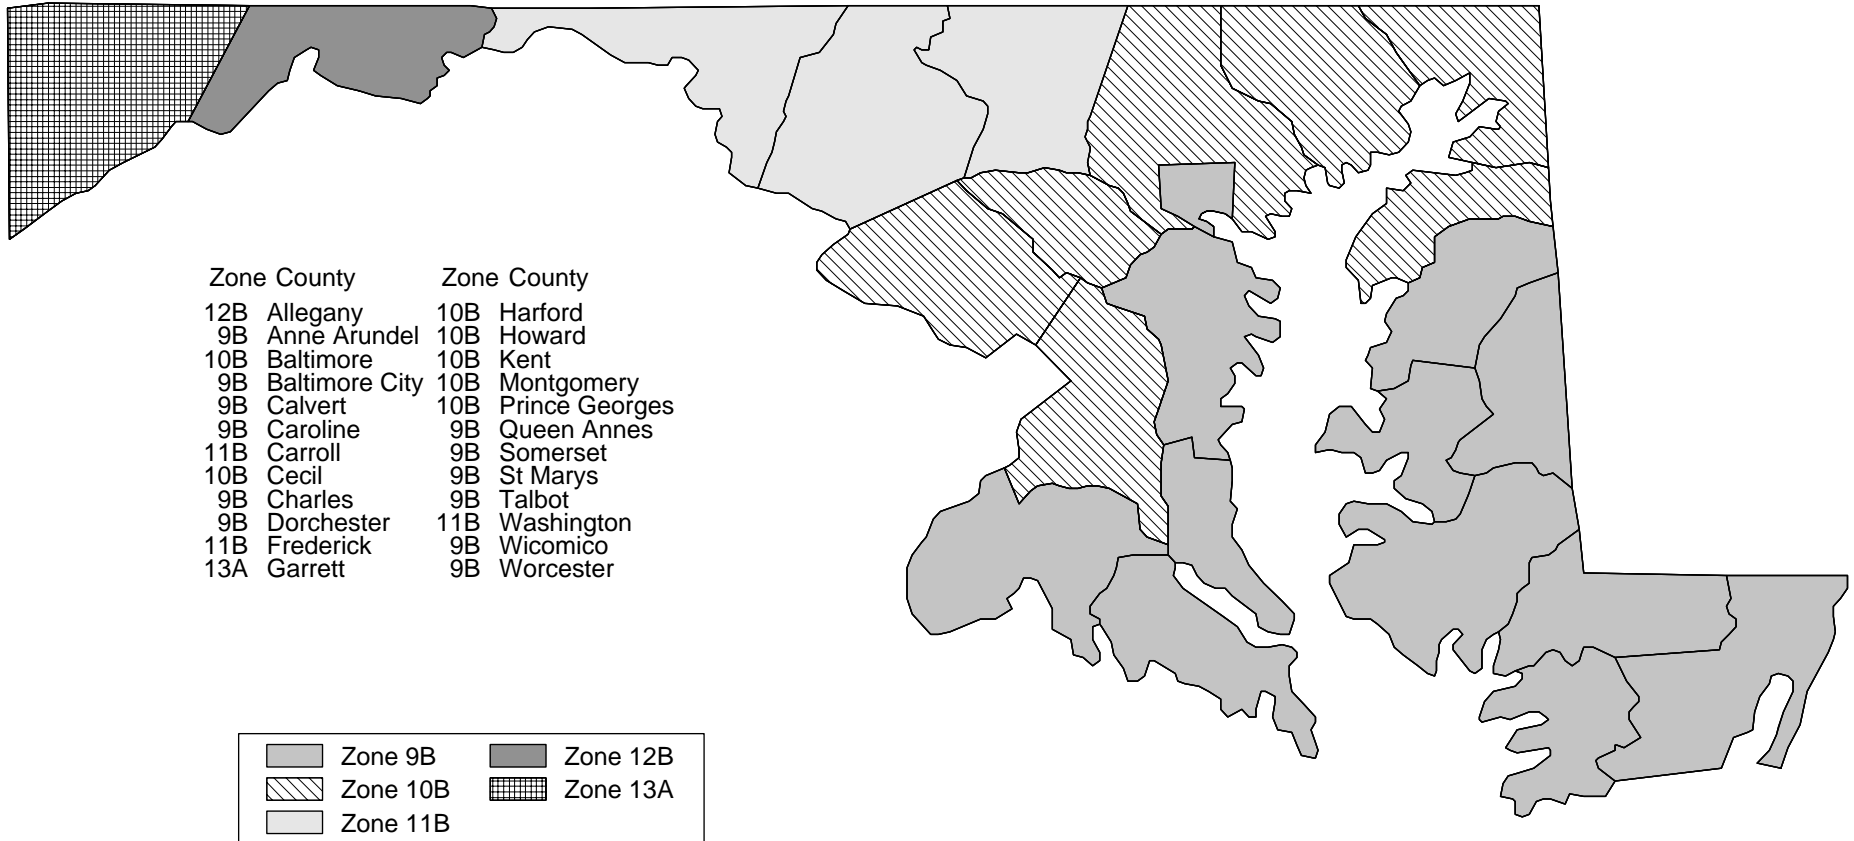 Zone County Zone County
12B Allegany 10B Harford
9B Anne Arundel 10B Howard
10B Baltimore 10B Kent
9B Baltimore City 10B Montgomery
9B Calvert 10B Prince Georges
9B Caroline 9B Queen Annes
11B Carroll 9B Somerset
10B Cecil 9B St Marys
9B Charles 9B Talbot
9B Dorchester 11B Washington
11B Frederick 9B Wicomico
13A Garrett 9B Worcester
Zone 9B Zone 12B
Zone 10B Zone 13A
Zone 11B